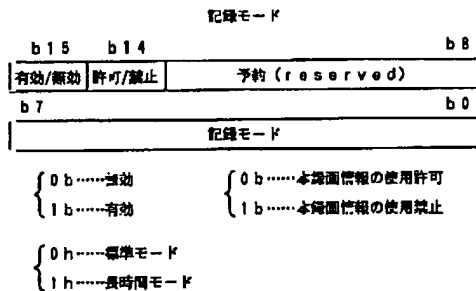 記録モード
b15 b14 b8
有効/無効 許可/禁止 予約(reserved)
b7 b0
記録モード
0b……無効 0b……本録画情報の使用許可
1b……有効 1b……本録画情報の使用禁止
0h……標準モード
1h……長時間モード